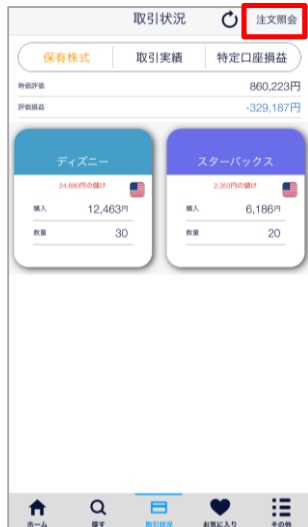 取引状況 注文照会
保有株式 取引実績 特定口座損益
時価評価 860,223円
評価損益 -329,187円
ディズニー スターバックス
24,680円の儲け 2,353円の儲け
購入 12,463円 購入 6,186円
数量 30 数量 20
ホーム 探す 取引状況 お気に入り その他